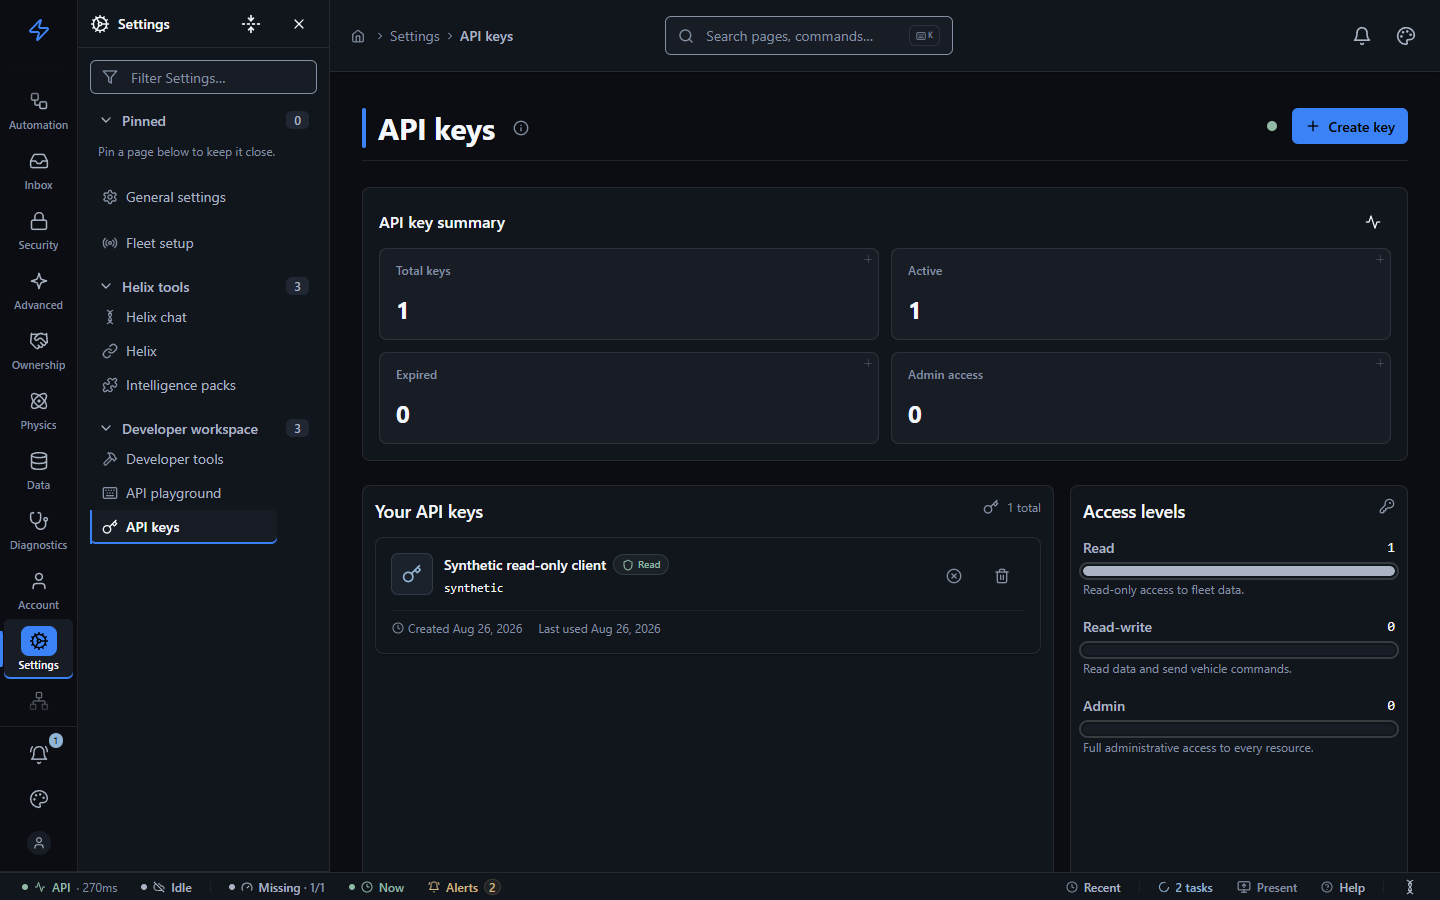 Settings
Settings
API keys
Search pages, commands...
K
Automation
Inbox
Security
Advanced
Ownership
Physics
Data
Diagnostics
Account
Settings
1
Filter Settings...
Pinned
0
Pin a page below to keep it close.
General settings
Fleet setup
Helix tools
3
Helix chat
Helix
Intelligence packs
Developer workspace
3
Developer tools
API playground
API keys
API keys
Create key
API key summary
Total keys
1
Active
1
Expired
0
Admin access
0
Your API keys
1 total
Synthetic read-only client
Read
synthetic
Created Aug 26, 2026
Last used Aug 26, 2026
Access levels
Read
1
Read-only access to fleet data.
Read-write
0
Read data and send vehicle commands.
Admin
0
Full administrative access to every resource.
API · 270ms
Idle
Missing · 1/1
Now
Alerts 2
Recent
2 tasks
Present
Help